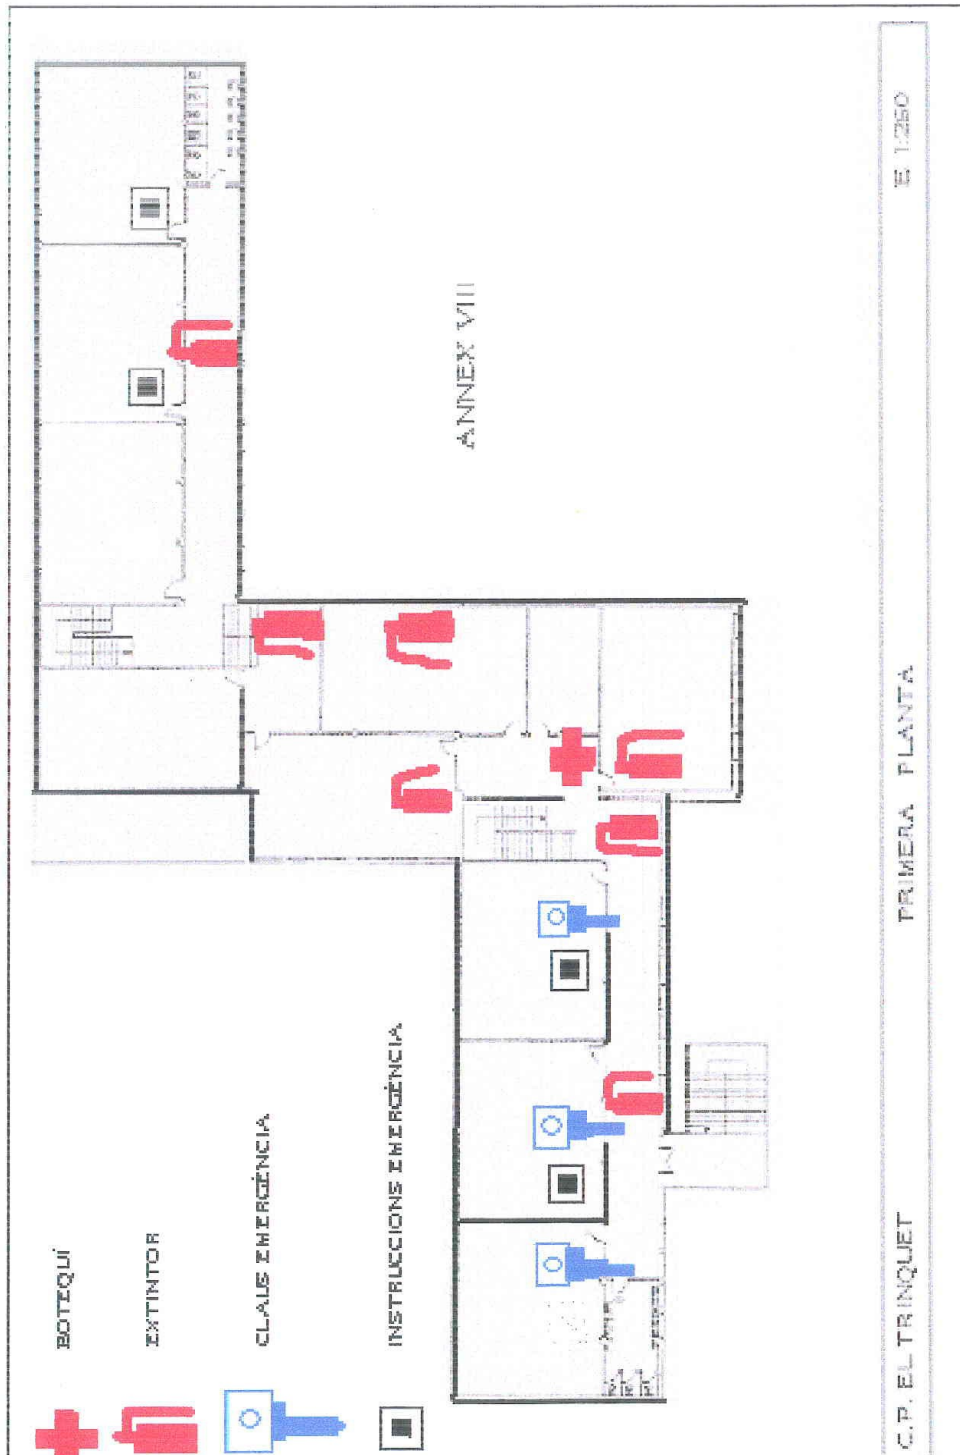 BOTEQUÍ
EXTINTOR
CLAUS EMERGÈNCIA
INSTRUCCIONS EMERGÈNCIA
ANNEX VIII
C.P. EL TRINQUET
PRIMERA PLANTA
E 1:250